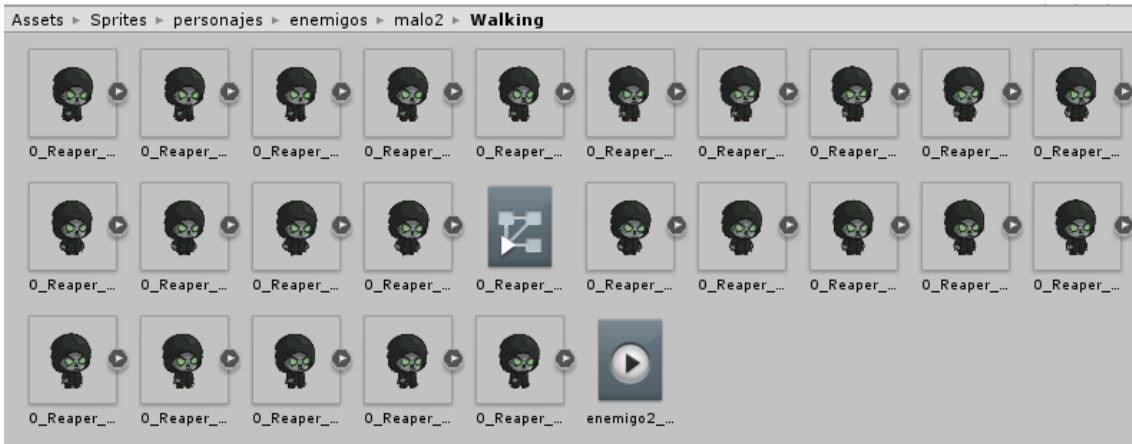 Assets ▸ Sprites ▸ personajes ▸ enemigos ▸ malo2 ▸ Walking
0_Reaper_... 0_Reaper_... 0_Reaper_... 0_Reaper_... 0_Reaper_... 0_Reaper_... 0_Reaper_... 0_Reaper_... 0_Reaper_... 0_Reaper_...
0_Reaper_... 0_Reaper_... 0_Reaper_... 0_Reaper_... 0_Reaper_... 0_Reaper_... 0_Reaper_... 0_Reaper_... 0_Reaper_... 0_Reaper_...
0_Reaper_... 0_Reaper_... 0_Reaper_... 0_Reaper_... 0_Reaper_... enemigo2_...